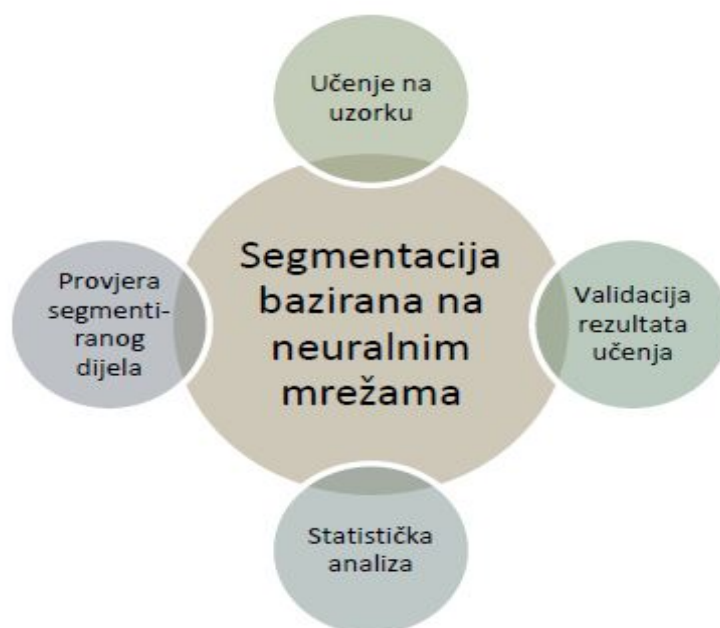 Učenje na
uzorku
Segmentacija
bazirana na
neuralnim
mrežama
Provjera
segmenti-
ranog
dijela
Validacija
rezultata
učenja
Statistička
analiza